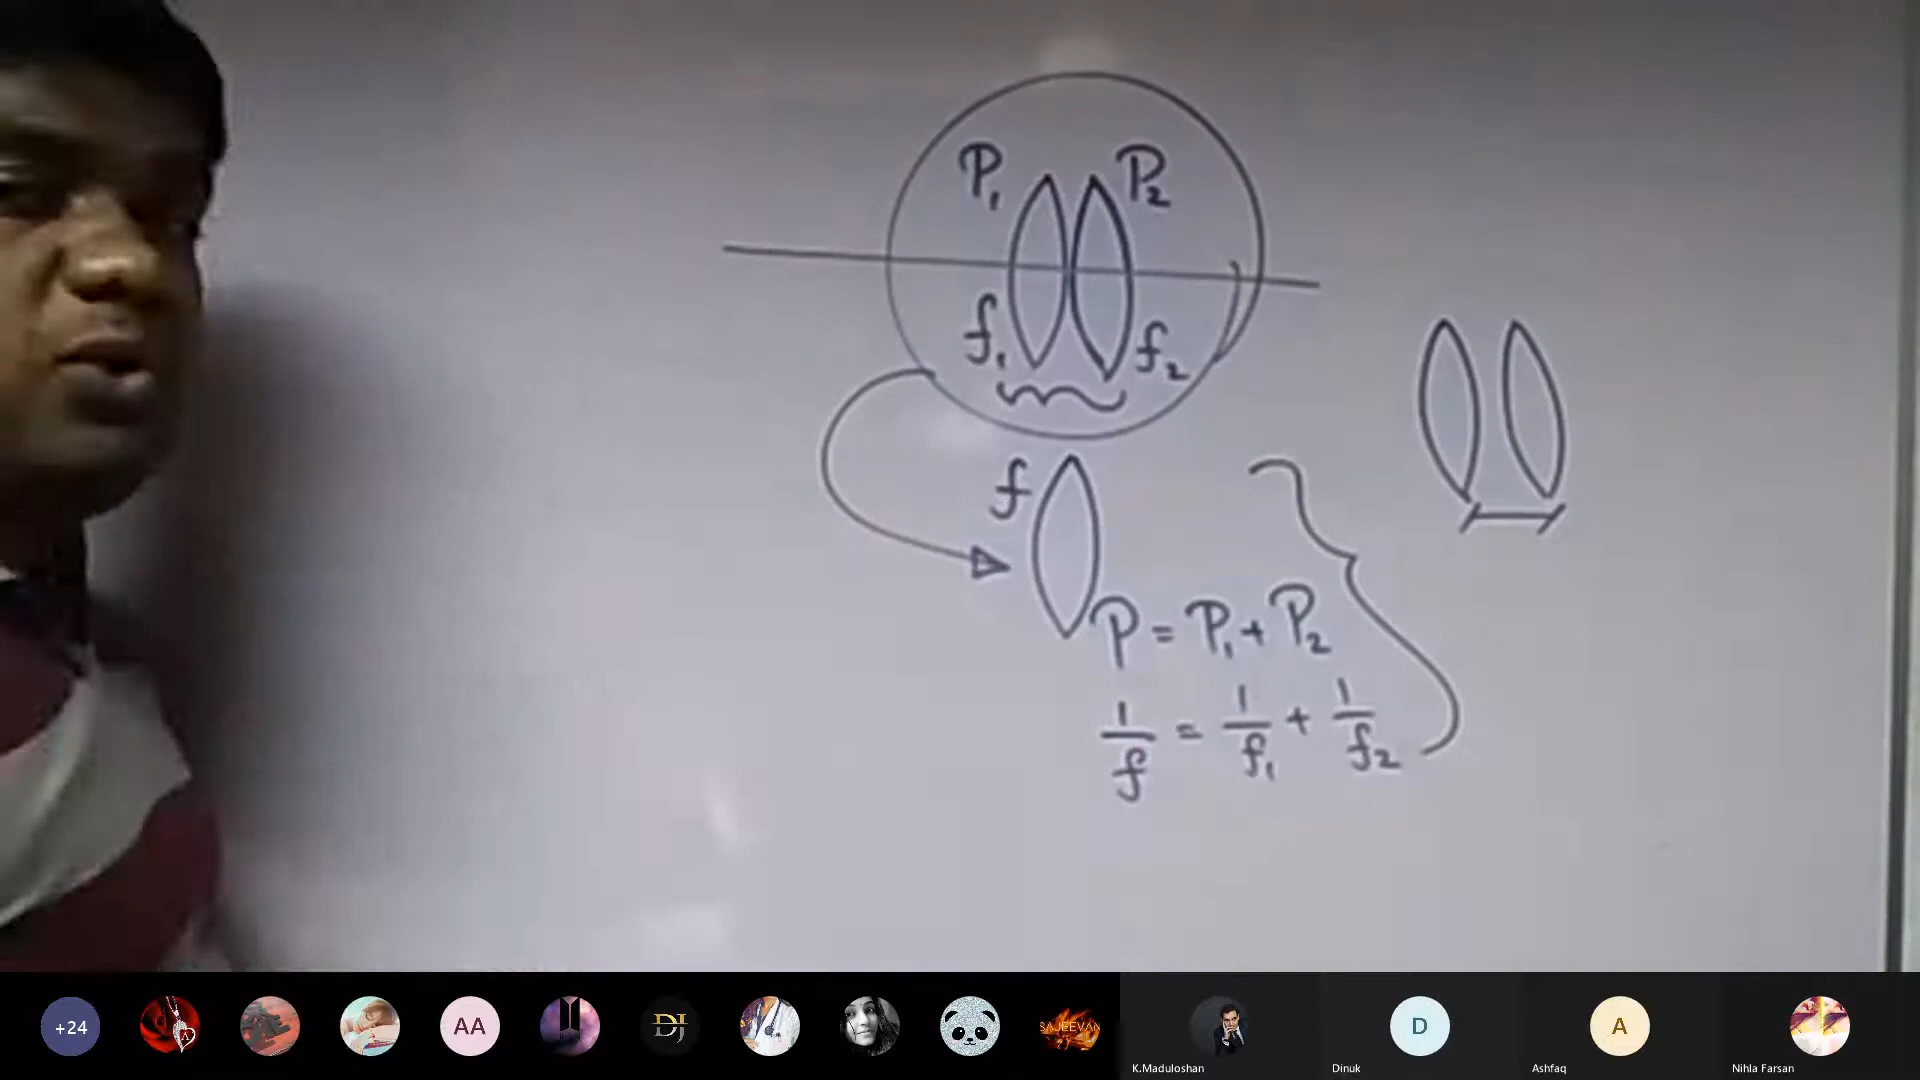 P₁ P₂
f₁ f₂
f
P = P₁ + P₂
1/f = 1/f₁ + 1/f₂
+24
A
AA
DJ
SAJEEVAN
D
A
K.Maduloshan
Dinuk
Ashfaq
Nihla Farsan